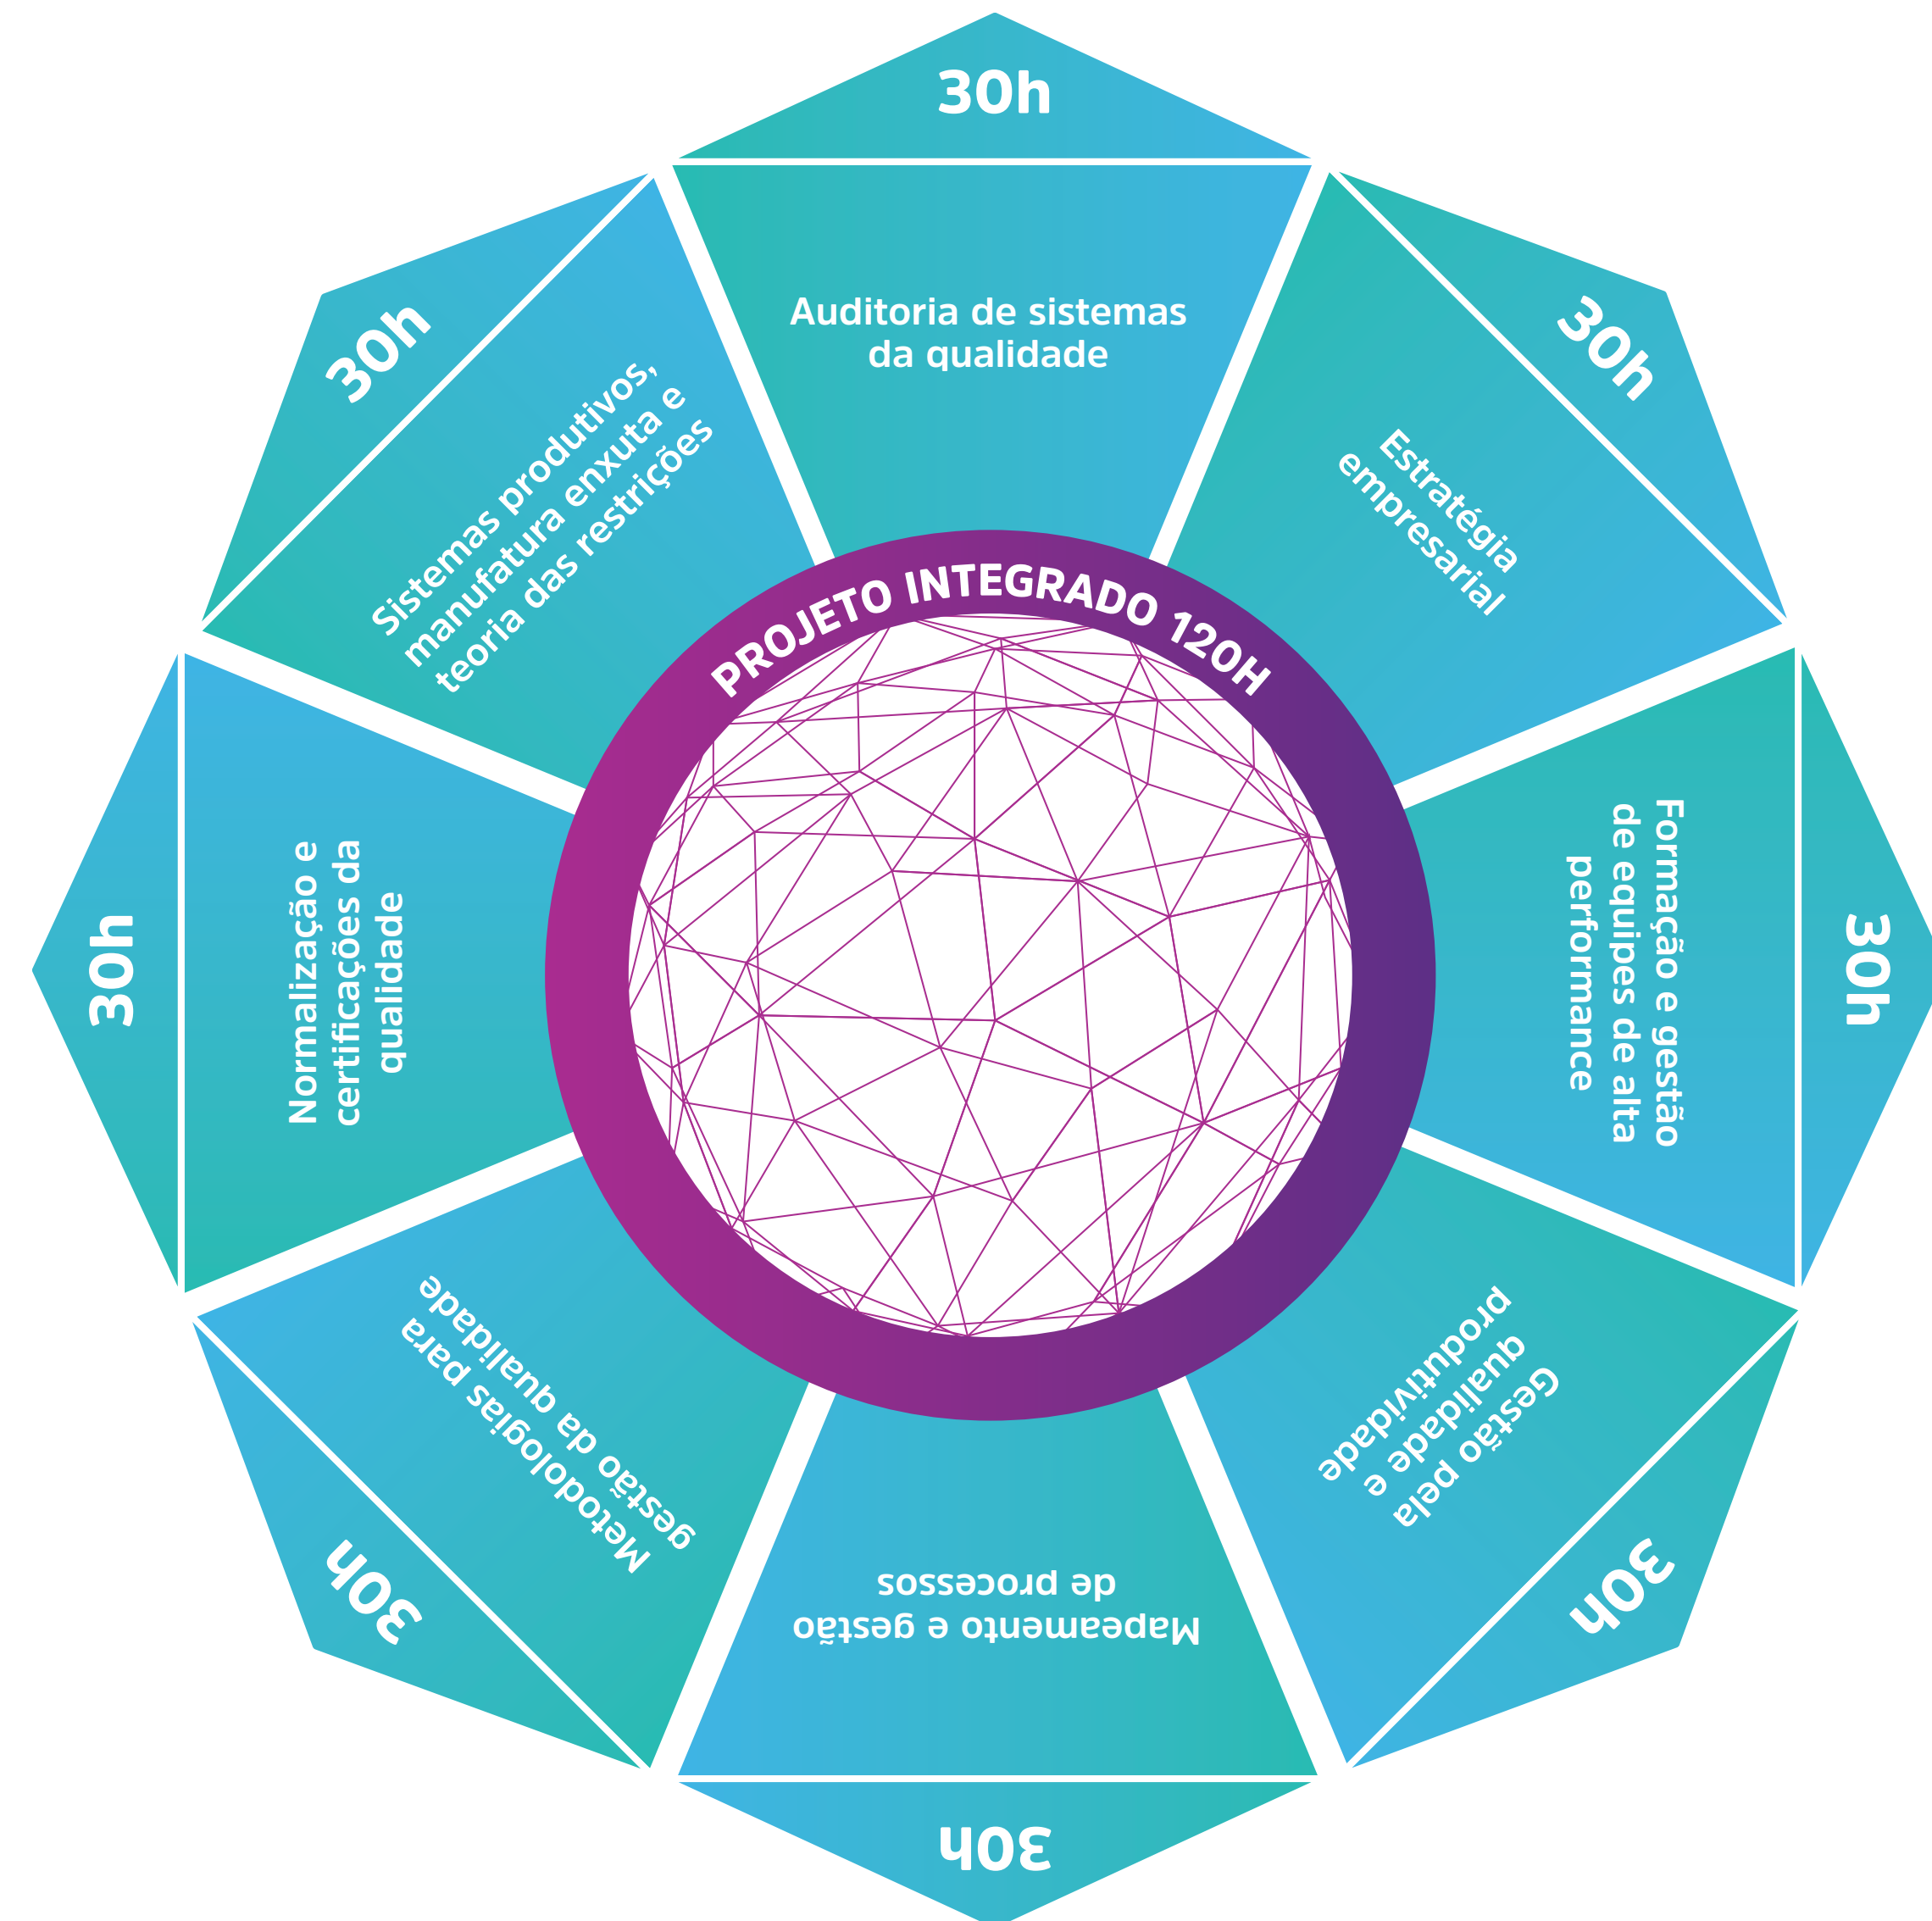 30h
Auditoria de sistemas
da qualidade
30h
Estratégia
empresarial
30h
Formação e gestão
de equipes de alta
performance
30h
Gestão pela
qualidade e
produtividade
30h
Mapeamento e gestão
de processos
30h
Metodologias para
gestão da qualidade
30h
Normalização e
certificações da
qualidade
30h
Sistemas produtivos,
manufatura enxuta e
teoria das restrições
PROJETO INTEGRADO 120H